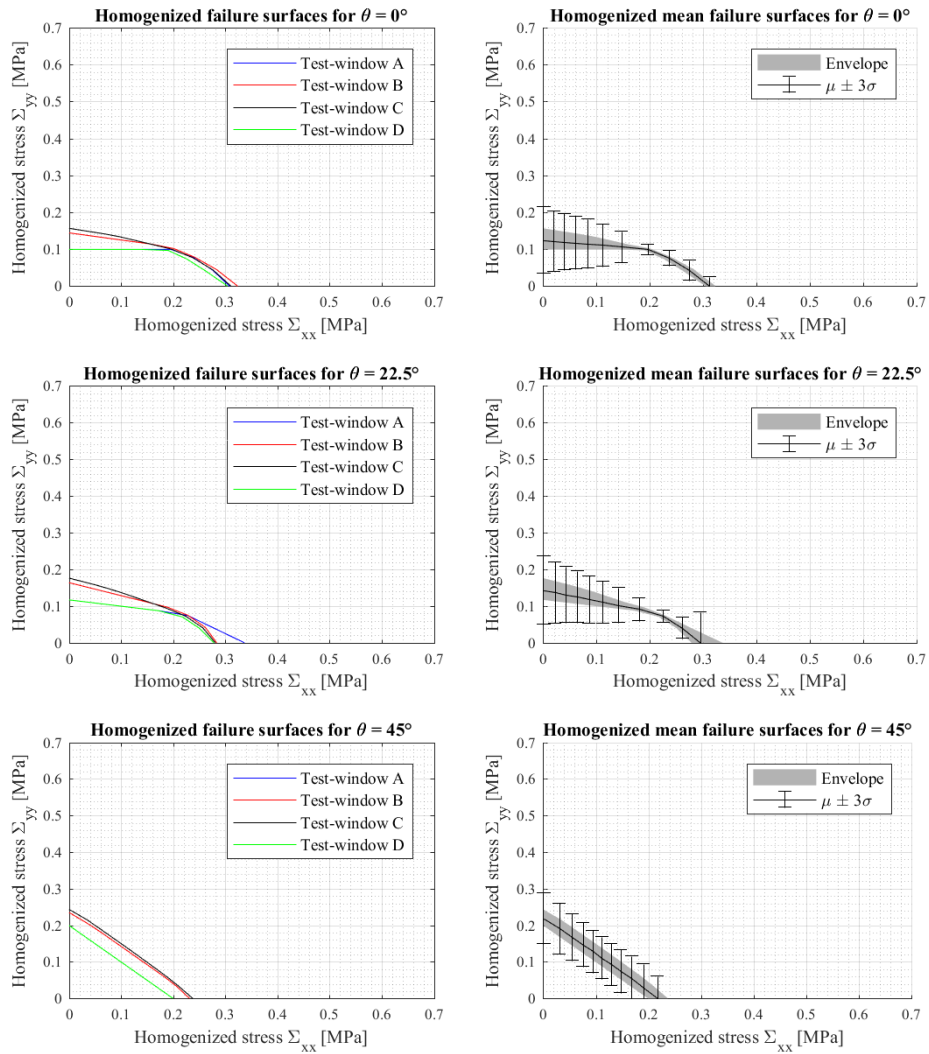 Homogenized failure surfaces for θ = 0°
Homogenized stress Σyy [MPa]
0.7
0.6
0.5
0.4
0.3
0.2
0.1
0
Test-window A
Test-window B
Test-window C
Test-window D
0 0.1 0.2 0.3 0.4 0.5 0.6 0.7
Homogenized stress Σxx [MPa]
Homogenized mean failure surfaces for θ = 0°
Homogenized stress Σyy [MPa]
0.7
0.6
0.5
0.4
0.3
0.2
0.1
0
Envelope
μ ± 3σ
0 0.1 0.2 0.3 0.4 0.5 0.6 0.7
Homogenized stress Σxx [MPa]
Homogenized failure surfaces for θ = 22.5°
Homogenized stress Σyy [MPa]
0.7
0.6
0.5
0.4
0.3
0.2
0.1
0
Test-window A
Test-window B
Test-window C
Test-window D
0 0.1 0.2 0.3 0.4 0.5 0.6 0.7
Homogenized stress Σxx [MPa]
Homogenized mean failure surfaces for θ = 22.5°
Homogenized stress Σyy [MPa]
0.7
0.6
0.5
0.4
0.3
0.2
0.1
0
Envelope
μ ± 3σ
0 0.1 0.2 0.3 0.4 0.5 0.6 0.7
Homogenized stress Σxx [MPa]
Homogenized failure surfaces for θ = 45°
Homogenized stress Σyy [MPa]
0.7
0.6
0.5
0.4
0.3
0.2
0.1
0
Test-window A
Test-window B
Test-window C
Test-window D
0 0.1 0.2 0.3 0.4 0.5 0.6 0.7
Homogenized stress Σxx [MPa]
Homogenized mean failure surfaces for θ = 45°
Homogenized stress Σyy [MPa]
0.7
0.6
0.5
0.4
0.3
0.2
0.1
0
Envelope
μ ± 3σ
0 0.1 0.2 0.3 0.4 0.5 0.6 0.7
Homogenized stress Σxx [MPa]